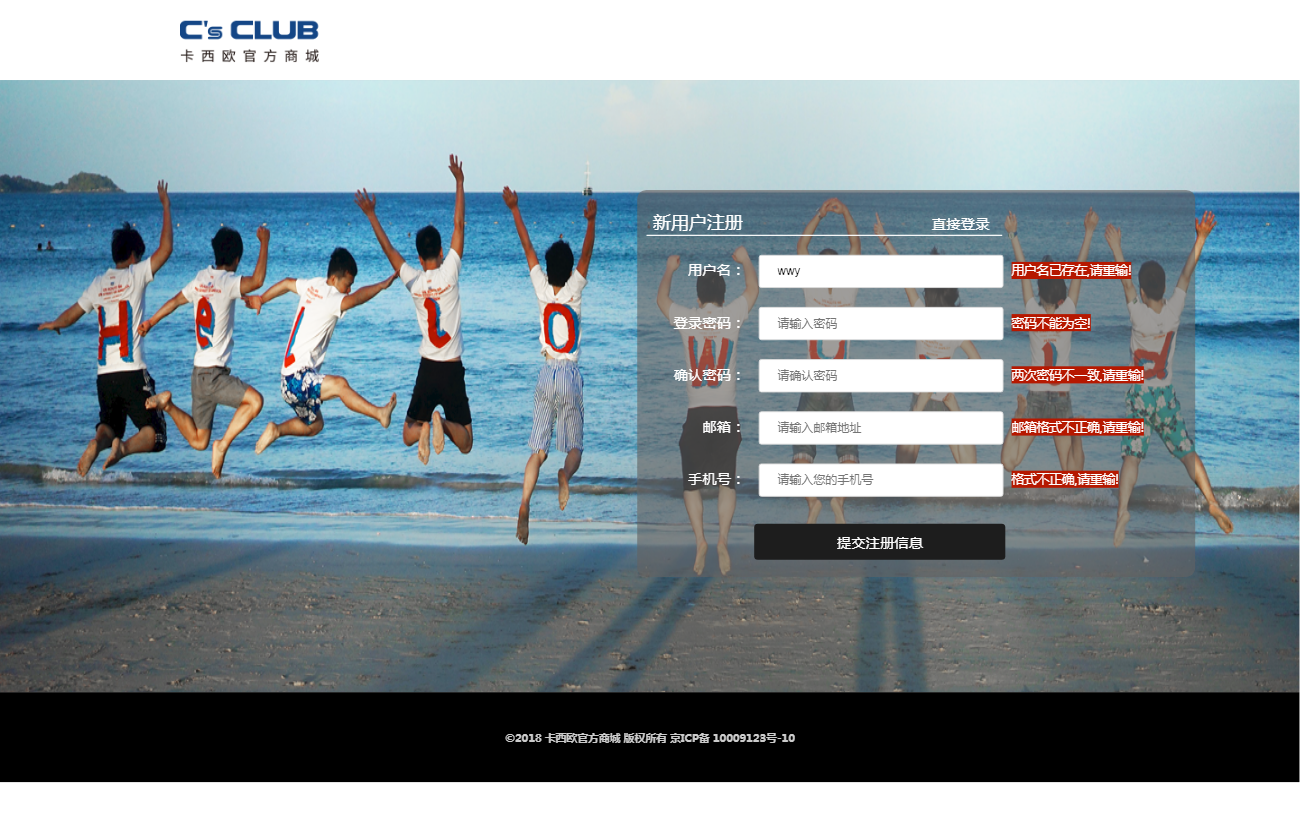 C's CLUB
卡西欧官方商城
新用户注册 直接登录
用户名： wwy 用户名已存在,请重输!
登录密码： 请输入密码 密码不能为空!
确认密码： 请确认密码 两次密码不一致,请重输!
邮箱： 请输入邮箱地址 邮箱格式不正确,请重输!
手机号： 请输入您的手机号 格式不正确,请重输!
提交注册信息
Hello
©2018 卡西欧官方商城 版权所有 京ICP备 10009123号-10